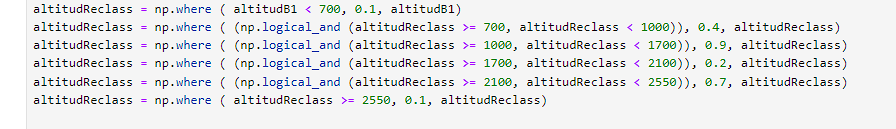 altitudReclass = np.where ( altitudB1 < 700, 0.1, altitudB1)
altitudReclass = np.where ( (np.logical_and (altitudReclass >= 700, altitudReclass < 1000)), 0.4, altitudReclass)
altitudReclass = np.where ( (np.logical_and (altitudReclass >= 1000, altitudReclass < 1700)), 0.9, altitudReclass)
altitudReclass = np.where ( (np.logical_and (altitudReclass >= 1700, altitudReclass < 2100)), 0.2, altitudReclass)
altitudReclass = np.where ( (np.logical_and (altitudReclass >= 2100, altitudReclass < 2550)), 0.7, altitudReclass)
altitudReclass = np.where ( altitudReclass >= 2550, 0.1, altitudReclass)